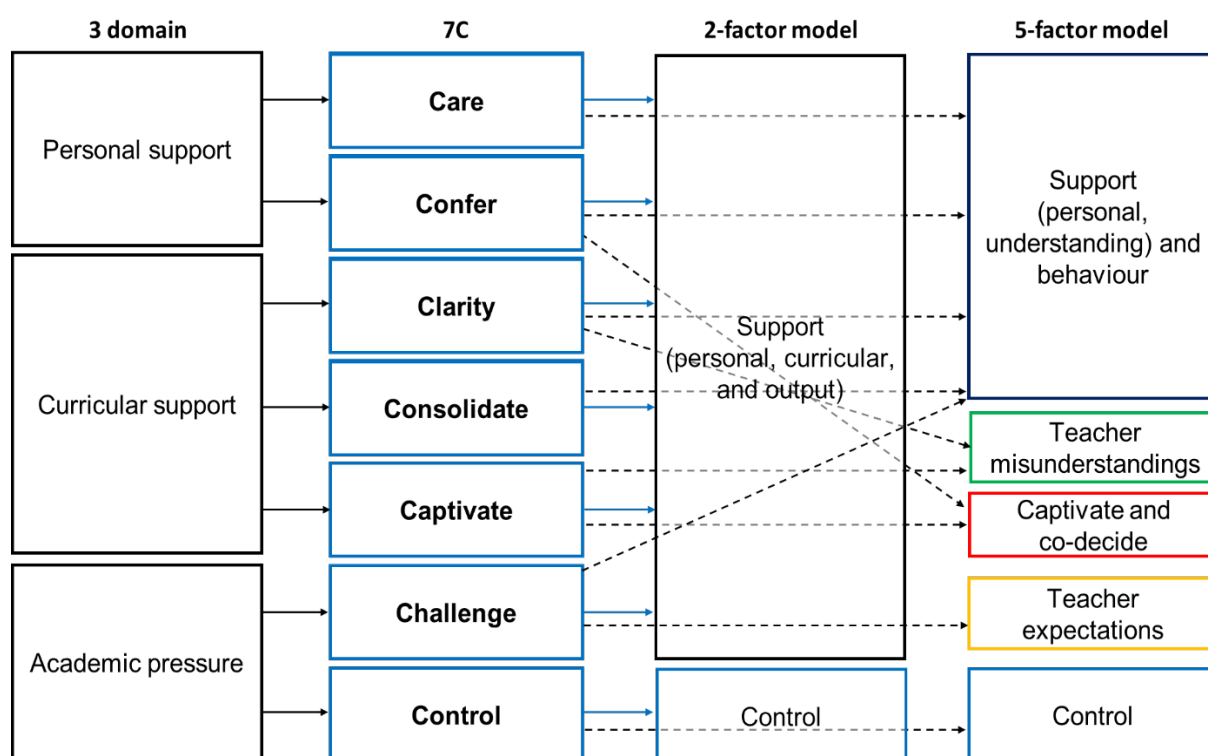 3 domain
7C
2-factor model
5-factor model
Personal support
Curricular support
Academic pressure
Care
Confer
Clarity
Consolidate
Captivate
Challenge
Control
Support
(personal, curricular,
and output)
Control
Support
(personal,
understanding) and
behaviour
Teacher
misunderstandings
Captivate and
co-decide
Teacher
expectations
Control